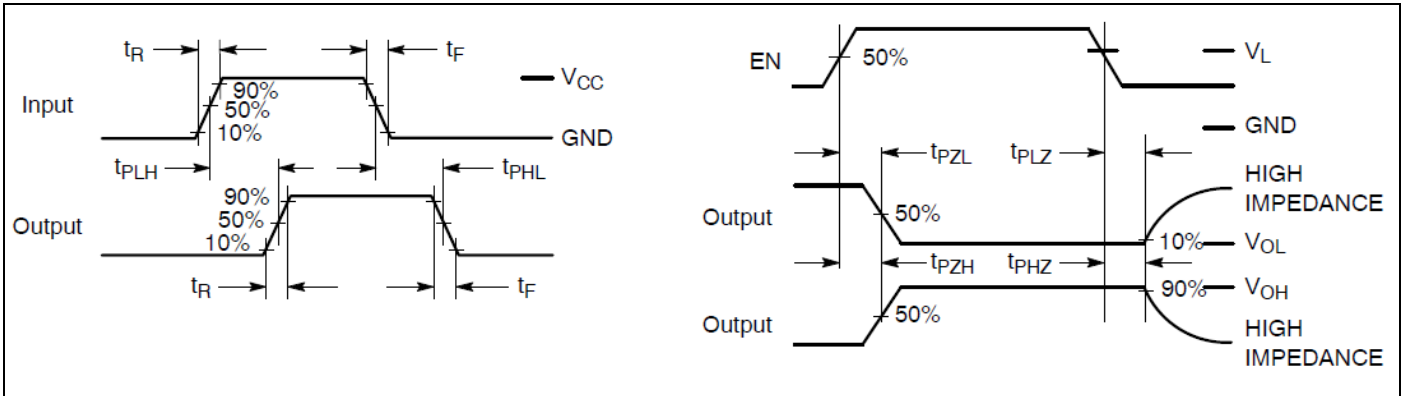 tR
tF
VCC
90%
Input
50%
10%
GND
tPLH
tPHL
90%
Output
50%
10%
tR
tF
EN
50%
VL
GND
tPZL
tPLZ
HIGH
IMPEDANCE
Output
50%
10%
VOL
tPZH
tPHZ
90%
VOH
Output
50%
HIGH
IMPEDANCE